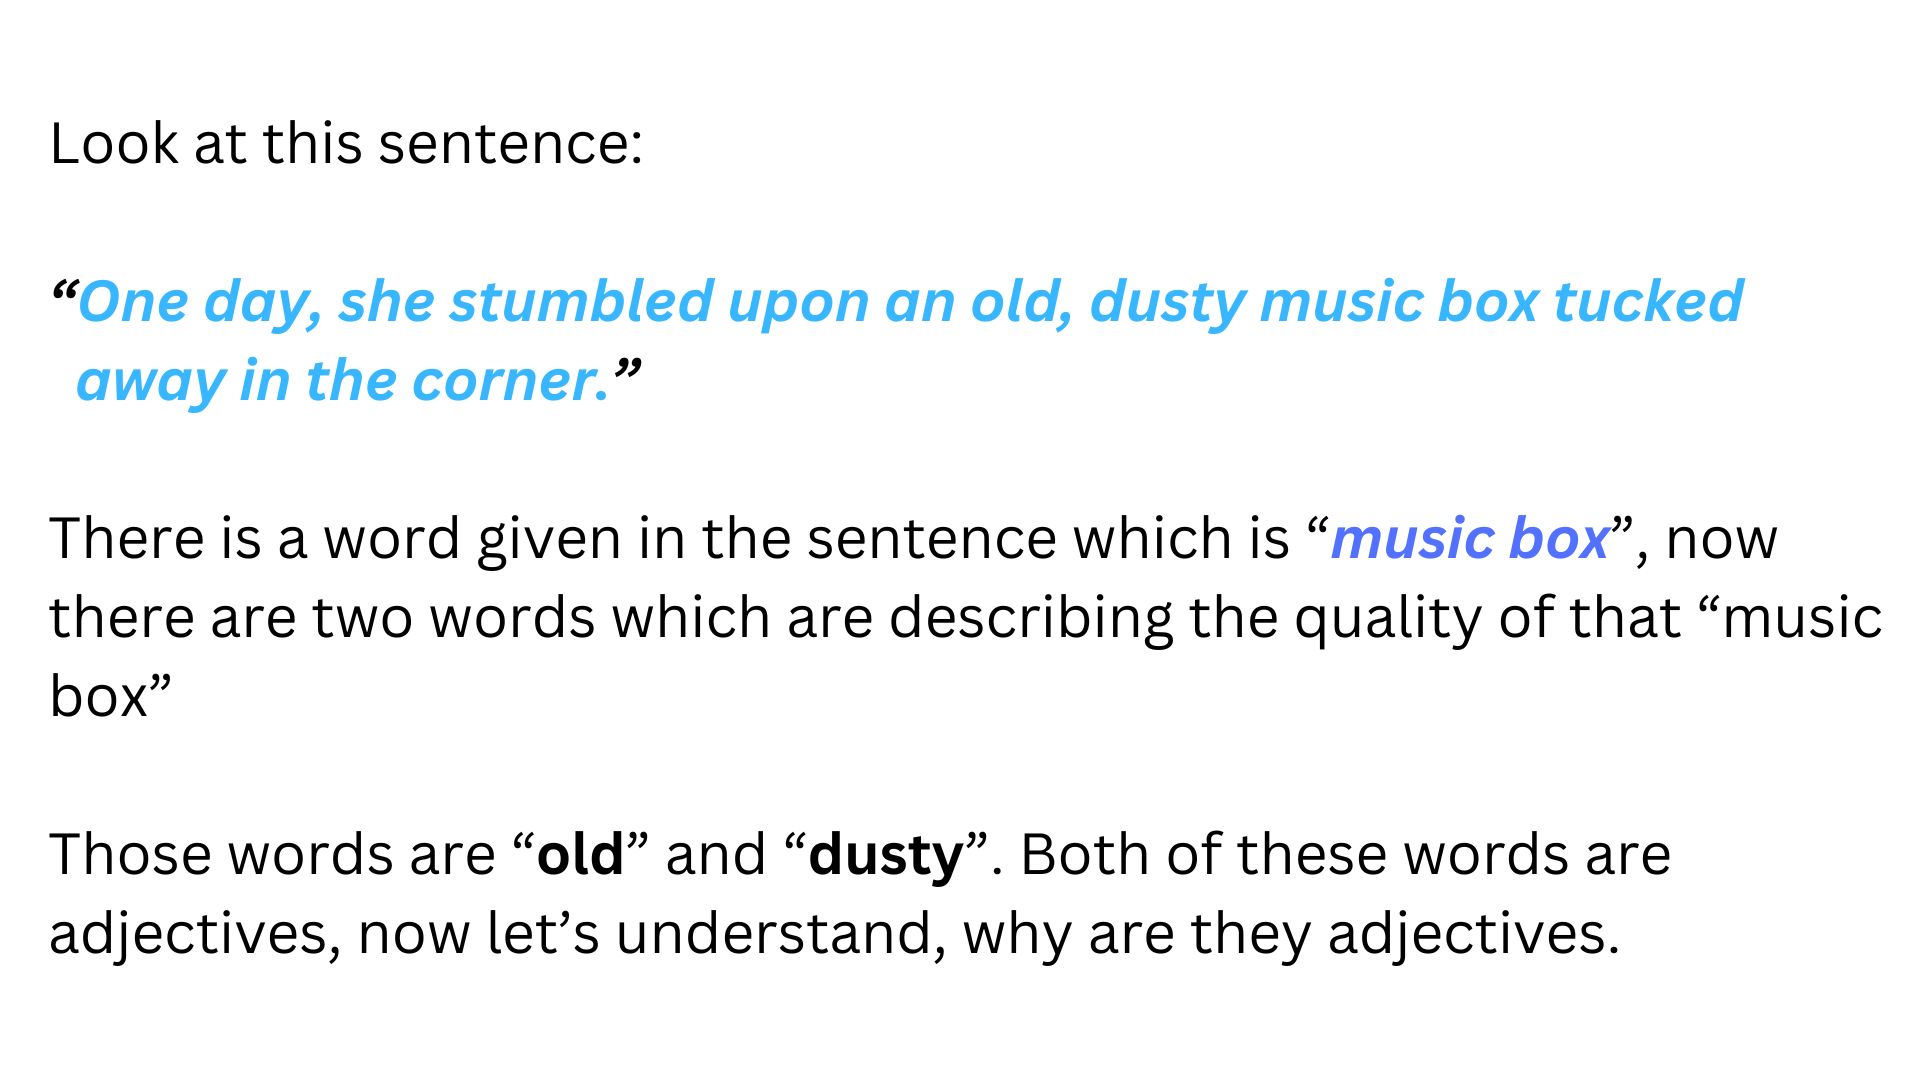 Look at this sentence:
“One day, she stumbled upon an old, dusty music box tucked
away in the corner.”
There is a word given in the sentence which is “music box”, now
there are two words which are describing the quality of that “music
box”
Those words are “old” and “dusty”. Both of these words are
adjectives, now let’s understand, why are they adjectives.